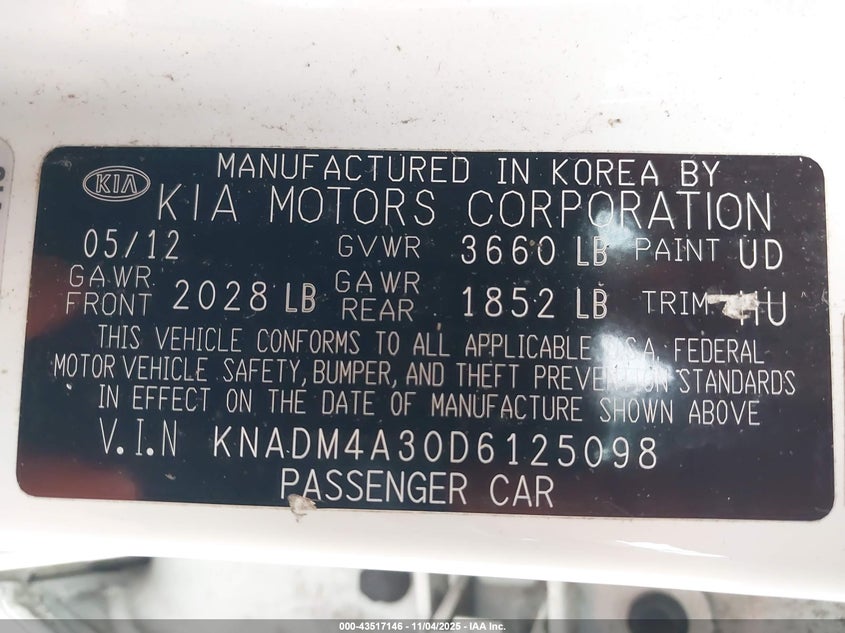 MANUFACTURED IN KOREA BY
KIA
KIA MOTORS CORPORATION
05/12 GVWR 3660 LB PAINT UD
GAWR FRONT 2028 LB GAWR REAR 1852 LB TRIM HU
THIS VEHICLE CONFORMS TO ALL APPLICABLE U.S.A. FEDERAL
MOTOR VEHICLE SAFETY, BUMPER, AND THEFT PREVENTION STANDARDS
IN EFFECT ON THE DATE OF MANUFACTURE SHOWN ABOVE
V.I.N KNADM4A30D6125098
PASSENGER CAR
000-43517146 - 11/04/2025 - IAA Inc.